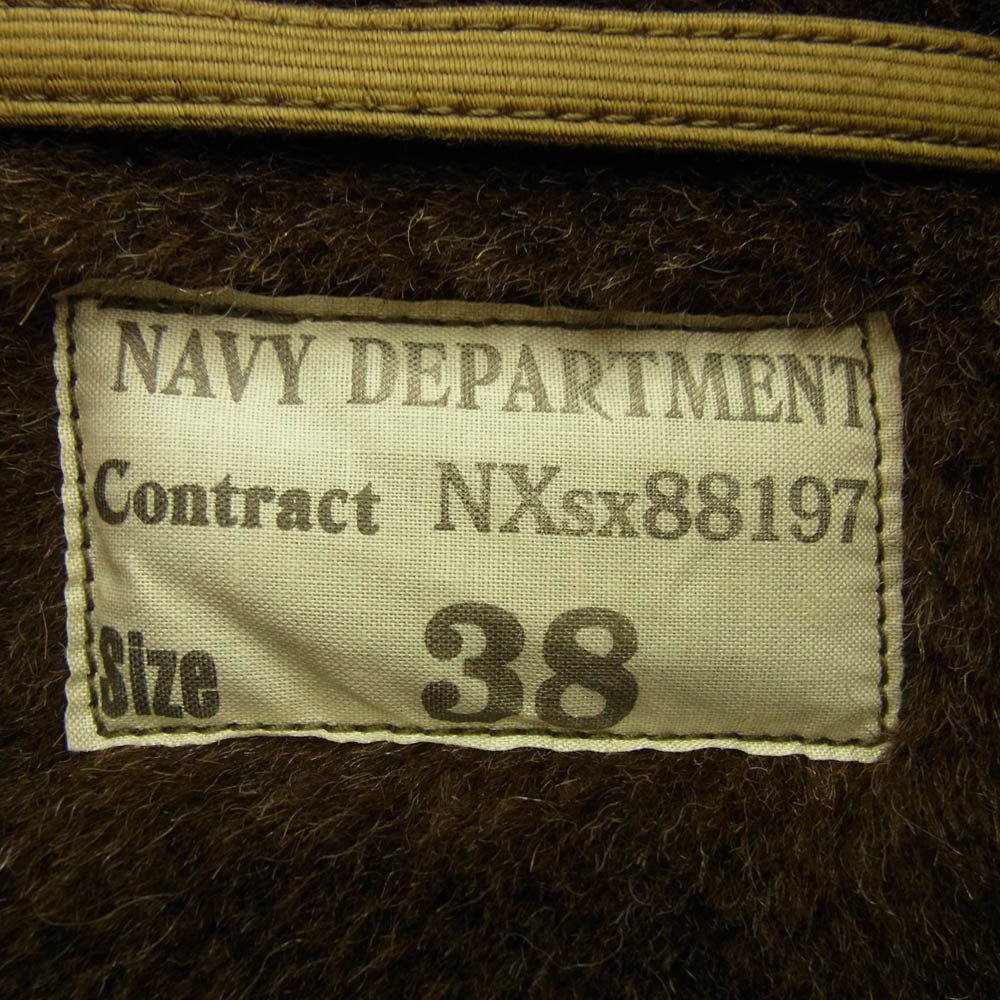 NAVY DEPARTMENT
Contract NXsx88197
Size 38